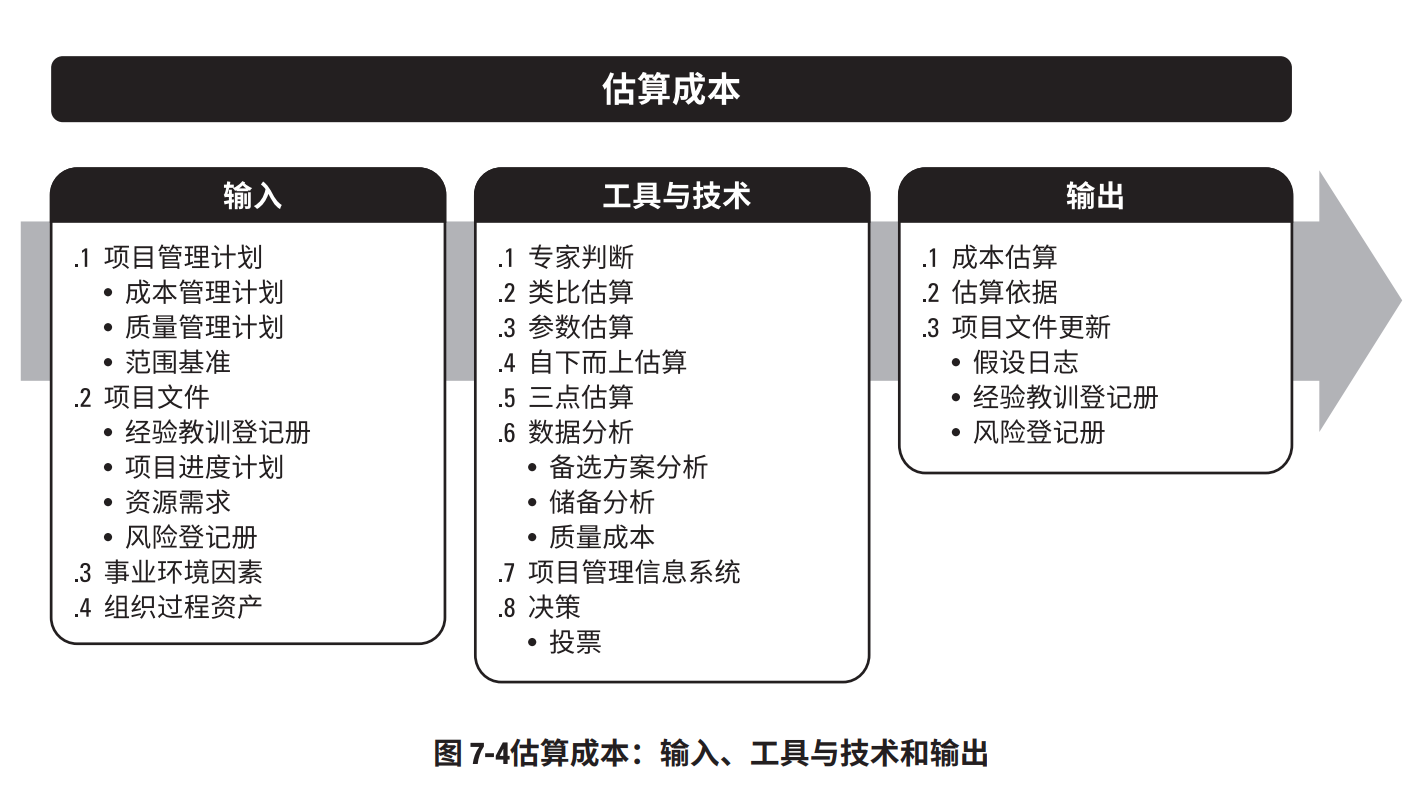 估算成本
输入
.1 项目管理计划
• 成本管理计划
• 质量管理计划
• 范围基准
.2 项目文件
• 经验教训登记册
• 项目进度计划
• 资源需求
• 风险登记册
.3 事业环境因素
.4 组织过程资产
工具与技术
.1 专家判断
.2 类比估算
.3 参数估算
.4 自下而上估算
.5 三点估算
.6 数据分析
• 备选方案分析
• 储备分析
• 质量成本
.7 项目管理信息系统
.8 决策
• 投票
输出
.1 成本估算
.2 估算依据
.3 项目文件更新
• 假设日志
• 经验教训登记册
• 风险登记册
图 7-4估算成本：输入、工具与技术和输出